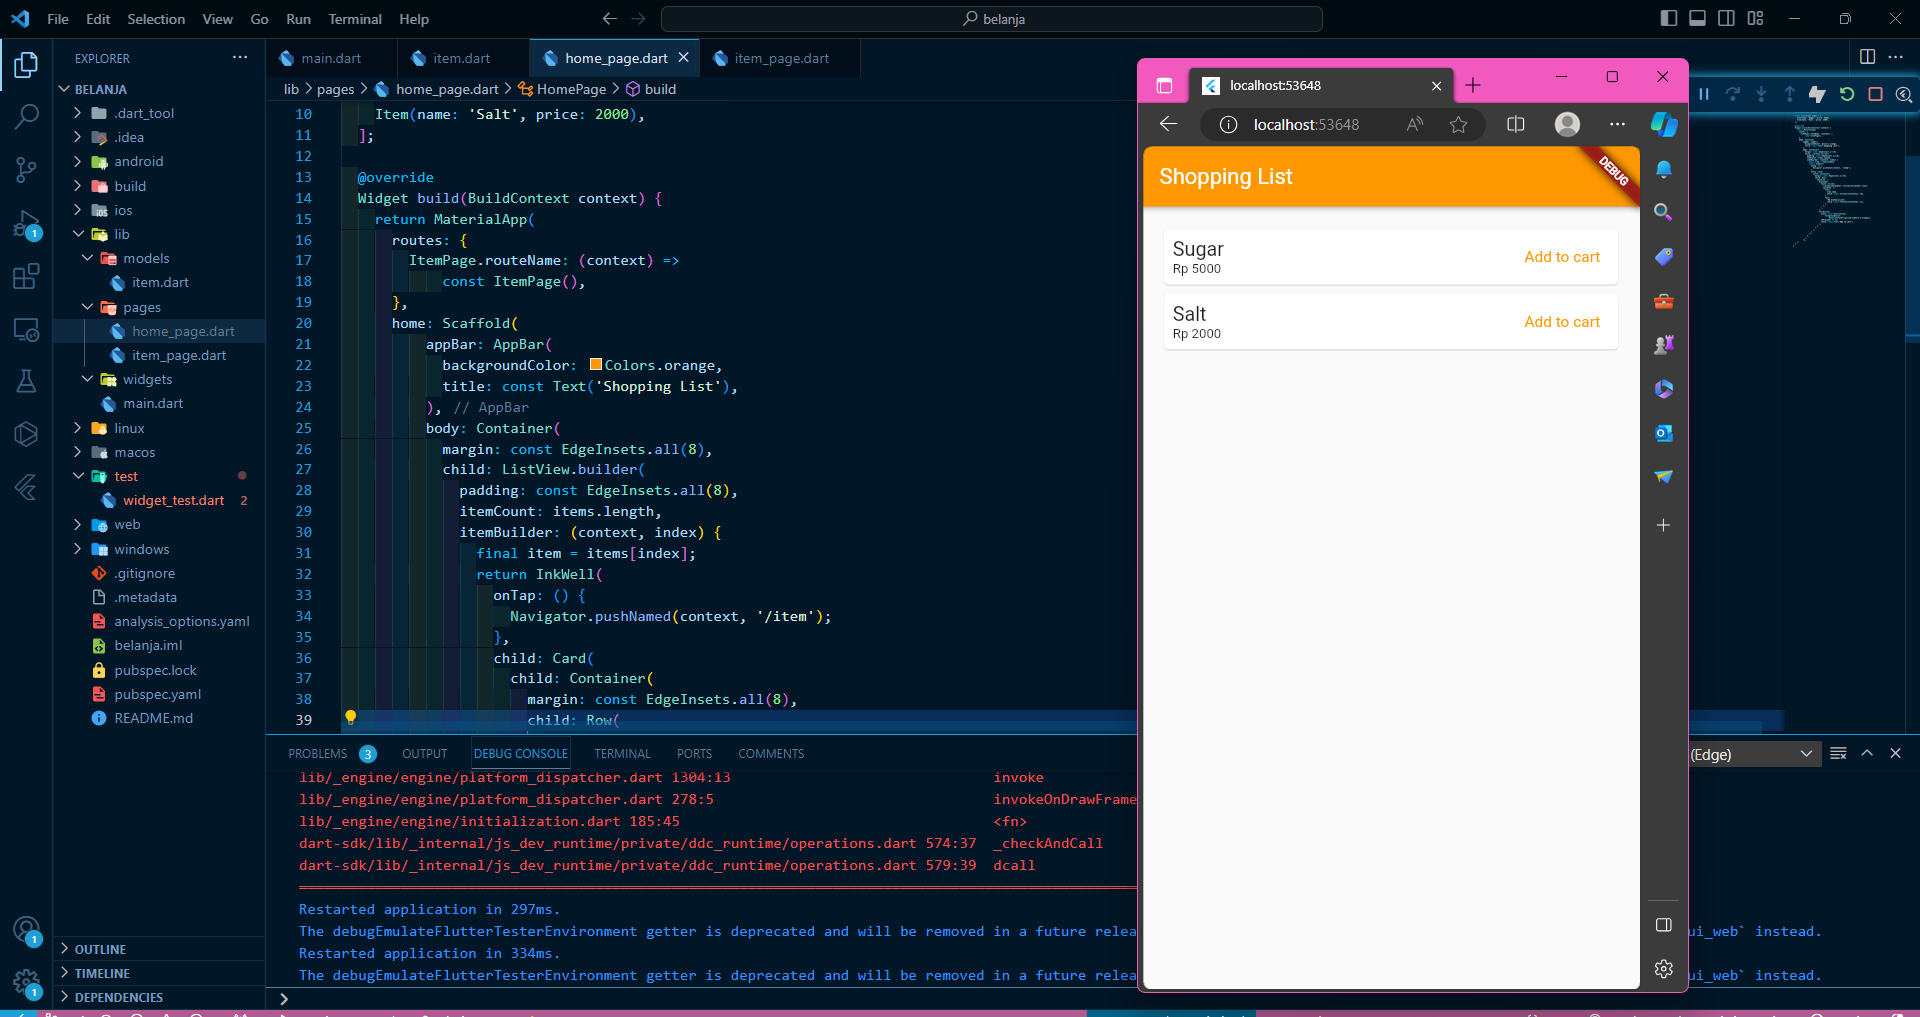 File Edit Selection View Go Run Terminal Help
belanja
EXPLORER
BELANJA
.dart_tool
.idea
android
build
ios
lib
models
item.dart
pages
home_page.dart
item_page.dart
widgets
main.dart
linux
macos
test
widget_test.dart 2
web
windows
.gitignore
.metadata
analysis_options.yaml
belanja.iml
pubspec.lock
pubspec.yaml
README.md
OUTLINE
TIMELINE
DEPENDENCIES
1
1
1
main.dart
item.dart
home_page.dart
item_page.dart
lib > pages > home_page.dart > HomePage > build
10 Item(name: 'Salt', price: 2000),
11 ];
12
13 @override
14 Widget build(BuildContext context) {
15 return MaterialApp(
16 routes: {
17 ItemPage.routeName: (context) =>
18 const ItemPage(),
19 },
20 home: Scaffold(
21 appBar: AppBar(
22 backgroundColor: Colors.orange,
23 title: const Text('Shopping List'),
24 ), // AppBar
25 body: Container(
26 margin: const EdgeInsets.all(8),
27 child: ListView.builder(
28 padding: const EdgeInsets.all(8),
29 itemCount: items.length,
30 itemBuilder: (context, index) {
31 final item = items[index];
32 return InkWell(
33 onTap: () {
34 Navigator.pushNamed(context, '/item');
35 },
36 child: Card(
37 child: Container(
38 margin: const EdgeInsets.all(8),
39 child: Row(
PROBLEMS 3 OUTPUT DEBUG CONSOLE TERMINAL PORTS COMMENTS
(Edge)
lib/_engine/engine/platform_dispatcher.dart 1304:13 invoke
lib/_engine/engine/platform_dispatcher.dart 278:5 invokeOnDrawFrame
lib/_engine/engine/initialization.dart 185:45 <fn>
dart-sdk/lib/_internal/js_dev_runtime/private/ddc_runtime/operations.dart 574:37 _checkAndCall
dart-sdk/lib/_internal/js_dev_runtime/private/ddc_runtime/operations.dart 579:39 dcall
Restarted application in 297ms.
The debugEmulateFlutterTesterEnvironment getter is deprecated and will be removed in a future relea ui_web` instead.
Restarted application in 334ms.
The debugEmulateFlutterTesterEnvironment getter is deprecated and will be removed in a future relea ui_web` instead.
localhost:53648
localhost:53648
Shopping List
DEBUG
Sugar
Rp 5000
Add to cart
Salt
Rp 2000
Add to cart